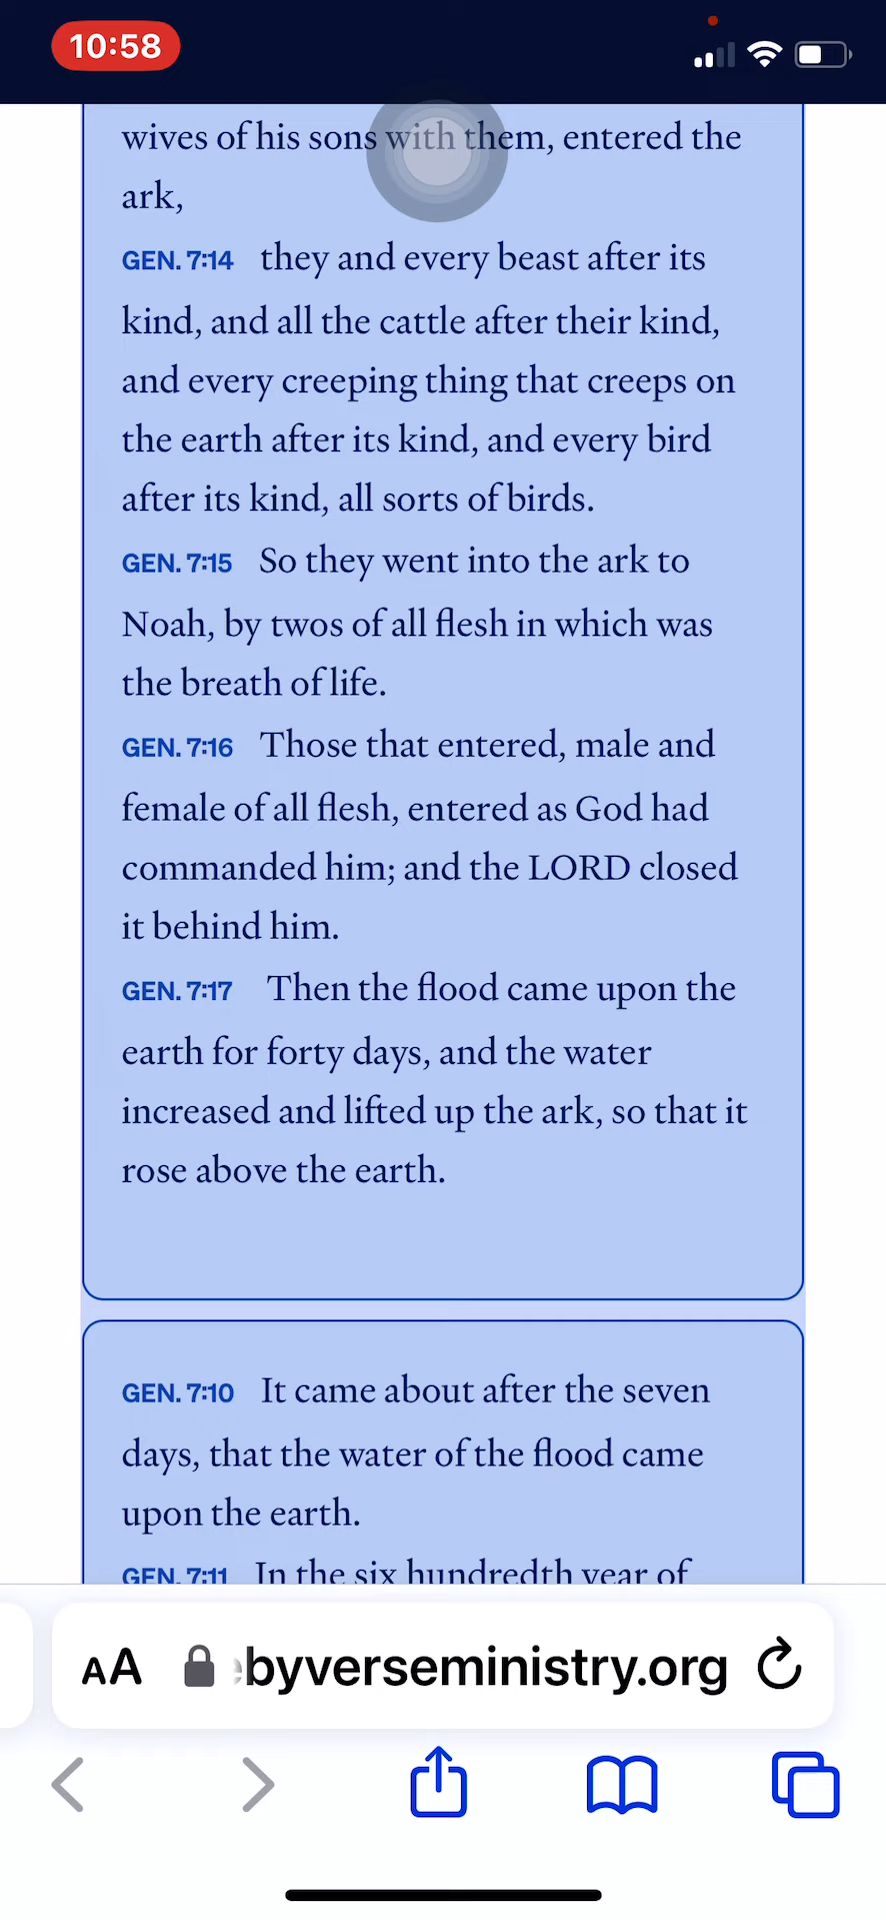 10:58
wives of his sons with them, entered the
ark,
GEN. 7:14 they and every beast after its
kind, and all the cattle after their kind,
and every creeping thing that creeps on
the earth after its kind, and every bird
after its kind, all sorts of birds.
GEN. 7:15 So they went into the ark to
Noah, by twos of all flesh in which was
the breath of life.
GEN. 7:16 Those that entered, male and
female of all flesh, entered as God had
commanded him; and the LORD closed
it behind him.
GEN. 7:17 Then the flood came upon the
earth for forty days, and the water
increased and lifted up the ark, so that it
rose above the earth.
GEN. 7:10 It came about after the seven
days, that the water of the flood came
upon the earth.
GEN. 7:11 In the six hundredth year of
AA ebyverseministry.org